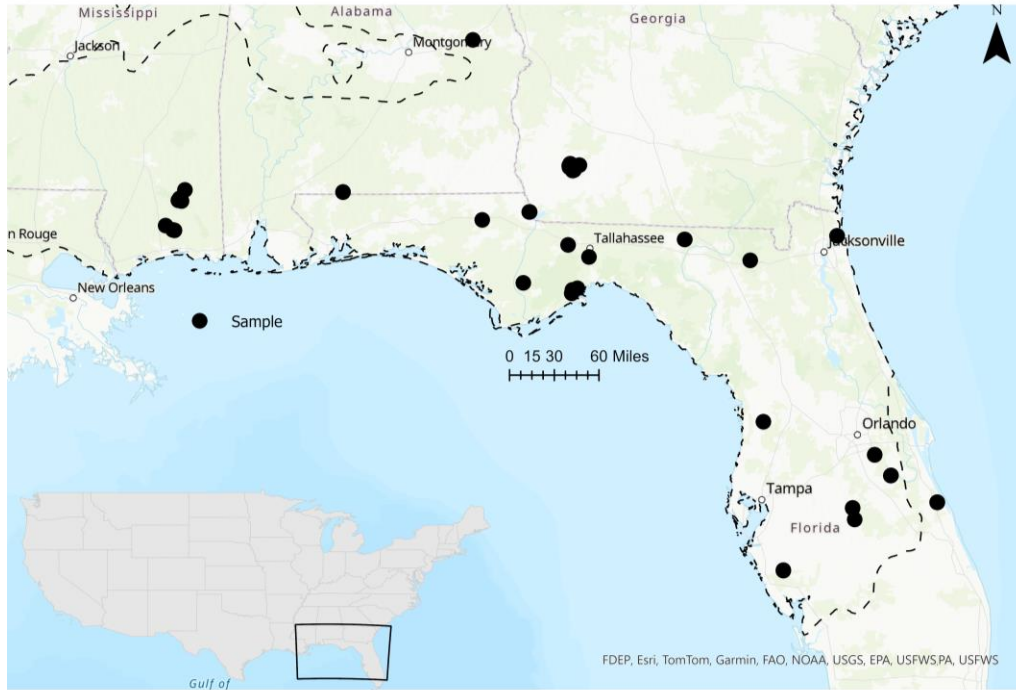 Mississippi
Alabama
Georgia
N
Jackson
Montgomery
n Rouge
Tallahassee
Jacksonville
New Orleans
Sample
0 15 30 60 Miles
Orlando
Tampa
Florida
FDEP, Esri, TomTom, Garmin, FAO, NOAA, USGS, EPA, USFWS.PA, USFWS
Gulf of